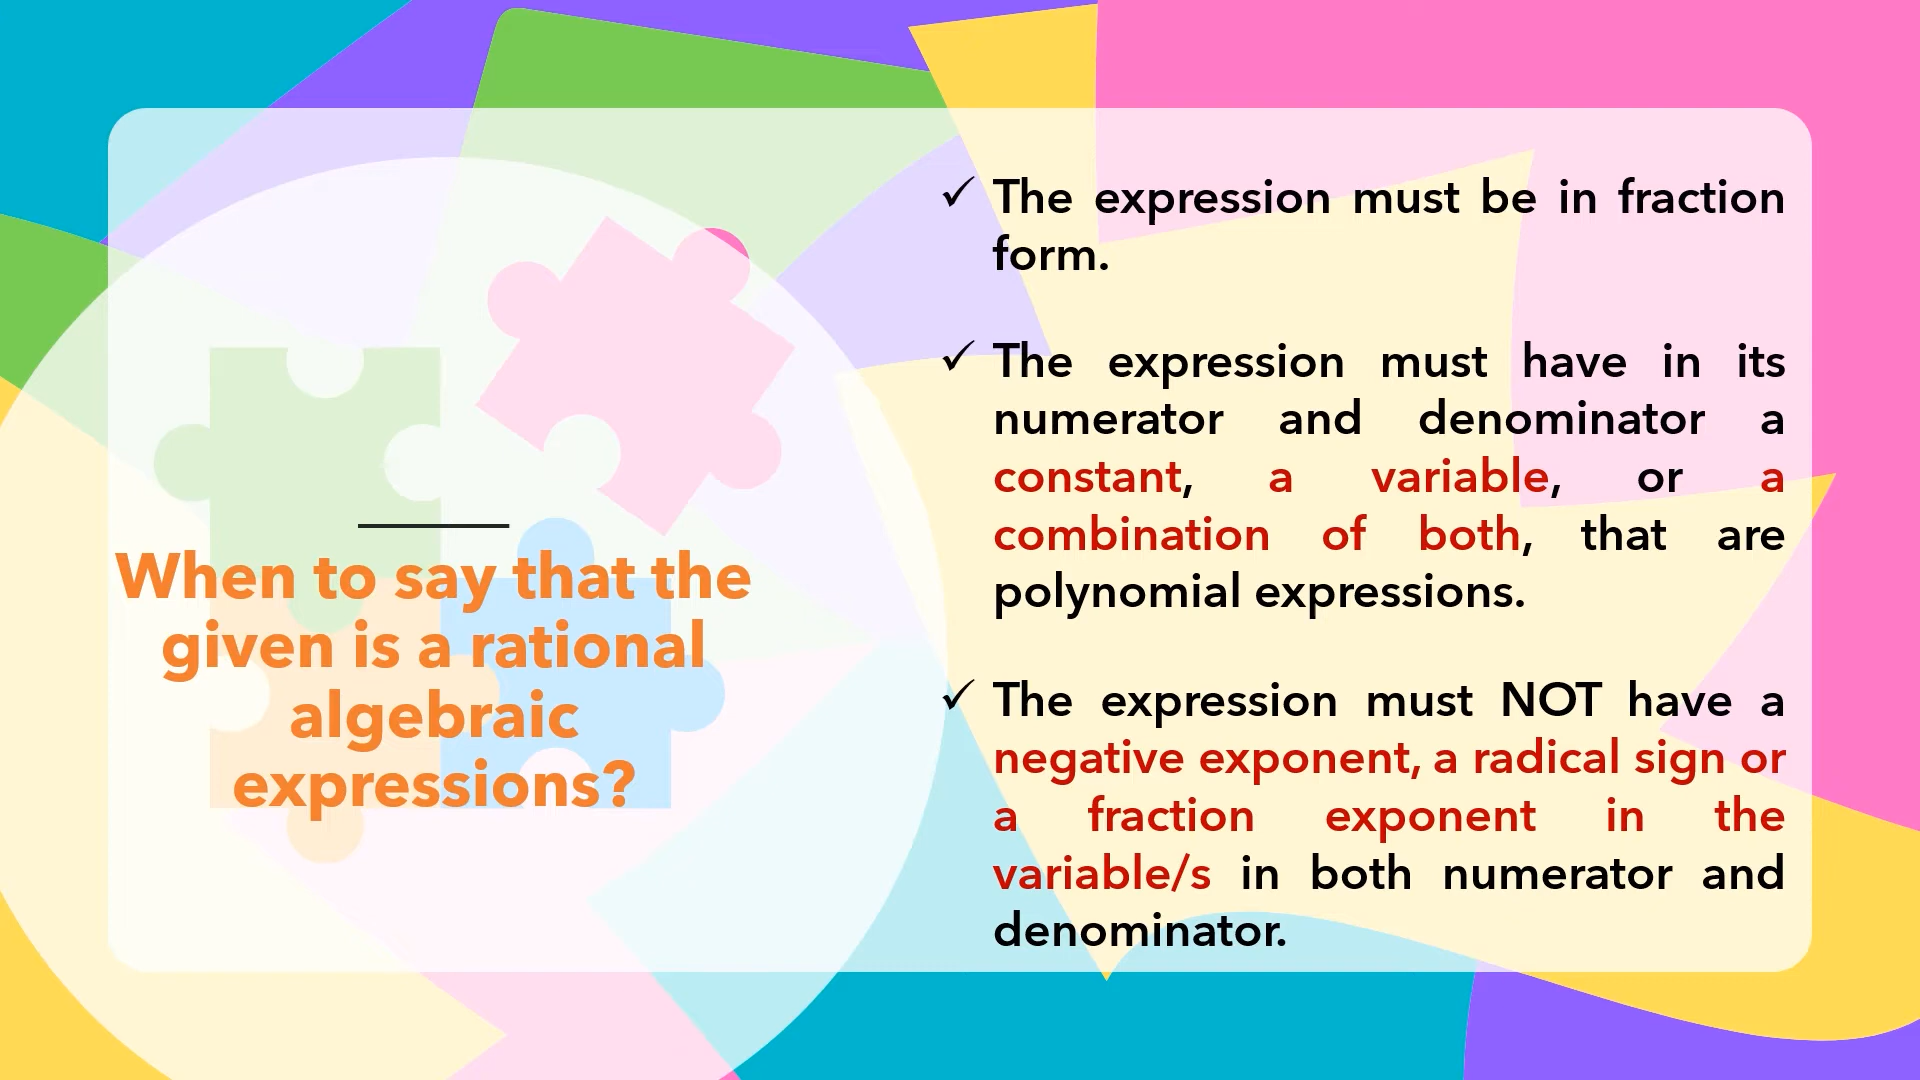 When to say that the
given is a rational
algebraic
expressions?
✓ The expression must be in fraction
form.
✓ The expression must have in its
numerator and denominator a
constant, a variable, or a
combination of both, that are
polynomial expressions.
✓ The expression must NOT have a
negative exponent, a radical sign or
a fraction exponent in the
variable/s in both numerator and
denominator.